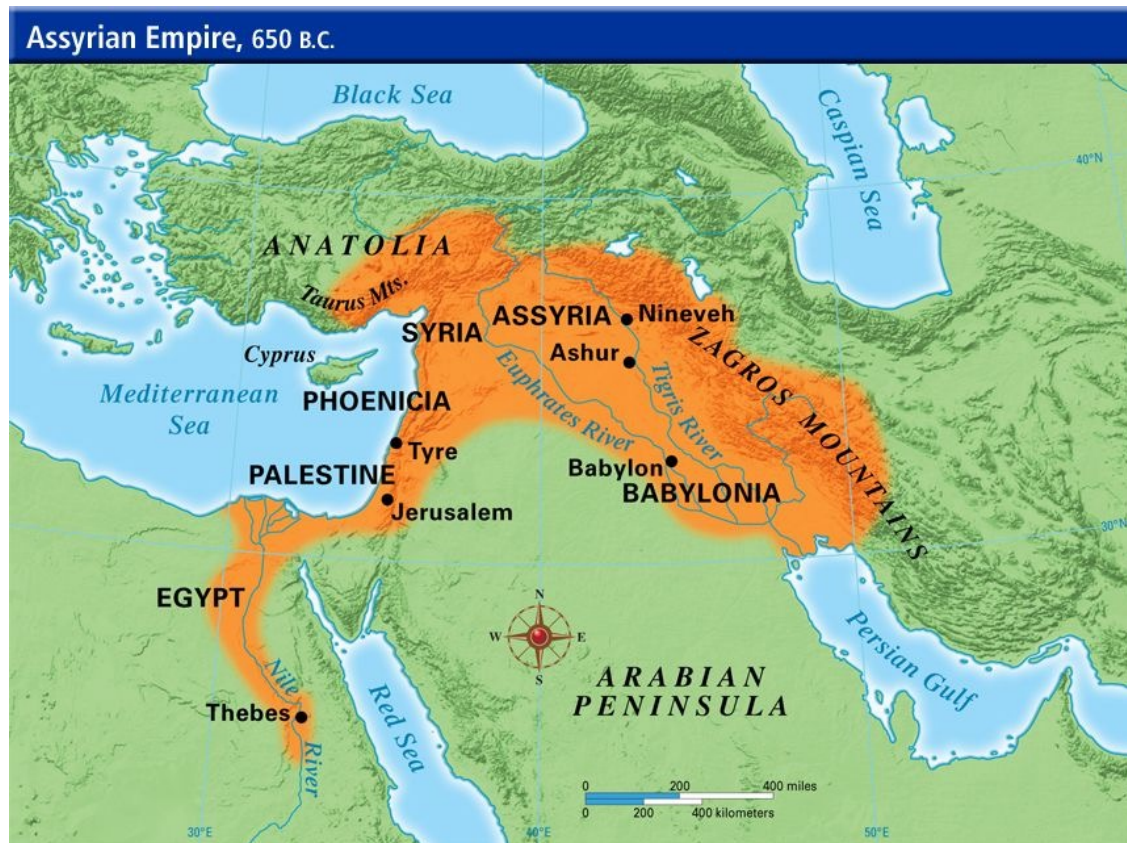 Assyrian Empire, 650 B.C.
Black Sea
Caspian Sea
40°N
ANATOLIA
Taurus Mts.
SYRIA
ASSYRIA
Nineveh
Ashur
ZAGROS MOUNTAINS
Cyprus
Mediterranean
Sea
PHOENICIA
Euphrates River
Tigris River
Tyre
PALESTINE
Babylon
BABYLONIA
Jerusalem
30°N
EGYPT
N
W
E
S
Persian Gulf
ARABIAN
PENINSULA
Nile
River
Thebes
Red Sea
0 200 400 miles
0 200 400 kilometers
30°E
40°E
50°E